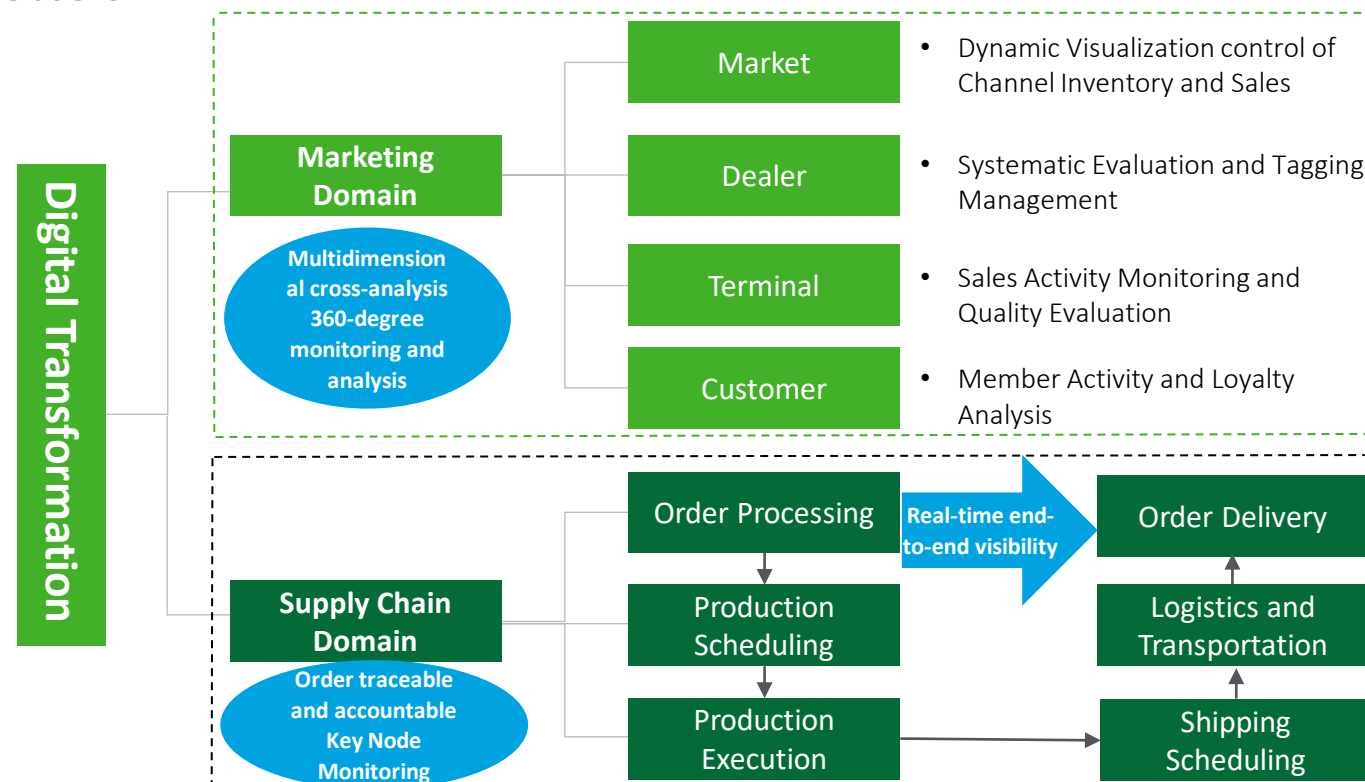 Digital Transformation
Marketing
Domain
Multidimension
al cross-analysis
360-degree
monitoring and
analysis
Market
• Dynamic Visualization control of
Channel Inventory and Sales
Dealer
• Systematic Evaluation and Tagging
Management
Terminal
• Sales Activity Monitoring and
Quality Evaluation
Customer
• Member Activity and Loyalty
Analysis
Supply Chain
Domain
Order traceable
and accountable
Key Node
Monitoring
Order Processing
Real-time end-
to-end visibility
Order Delivery
Production
Scheduling
Logistics and
Transportation
Production
Execution
Shipping
Scheduling